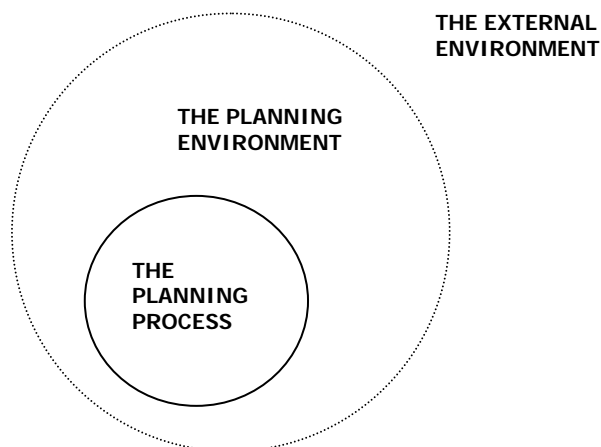 THE EXTERNAL
ENVIRONMENT
THE PLANNING
ENVIRONMENT
THE
PLANNING
PROCESS